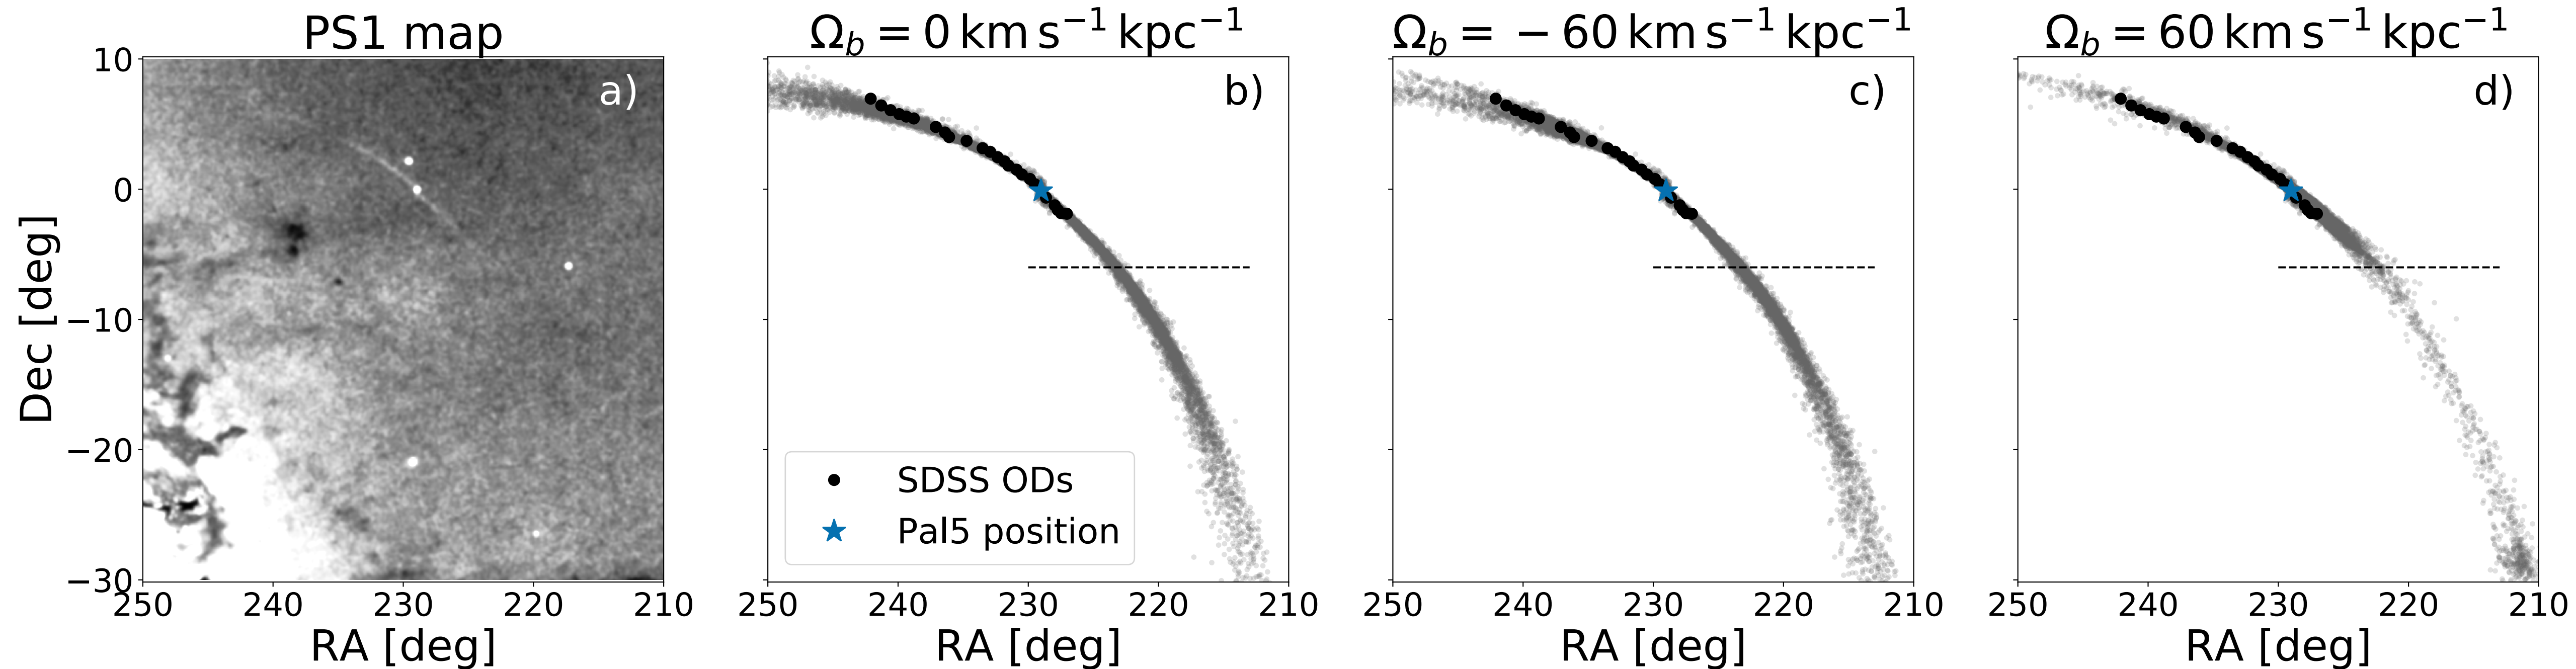 PS1 map
Ω_b = 0 km s⁻¹ kpc⁻¹
Ω_b = −60 km s⁻¹ kpc⁻¹
Ω_b = 60 km s⁻¹ kpc⁻¹
a)
b)
c)
d)
Dec [deg]
10
0
−10
−20
−30
SDSS ODs
Pal5 position
250 240 230 220 210
250 240 230 220 210
250 240 230 220 210
250 240 230 220 210
RA [deg]
RA [deg]
RA [deg]
RA [deg]